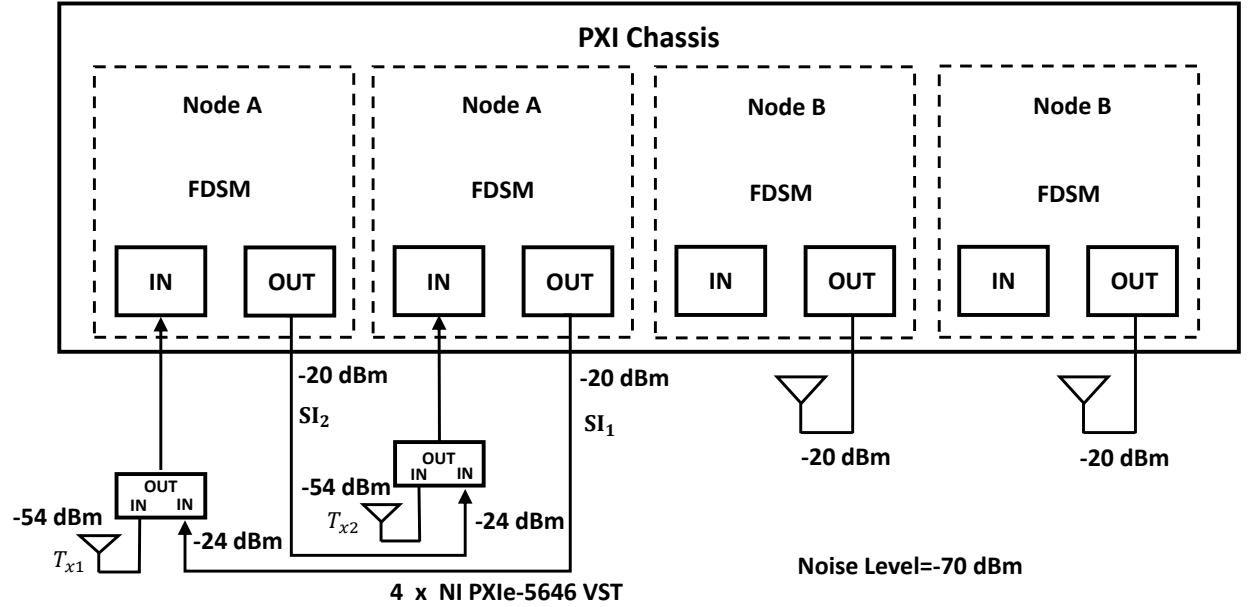 PXI Chassis
Node A
Node A
Node B
Node B
FDSM
FDSM
FDSM
FDSM
IN
OUT
IN
OUT
IN
OUT
IN
OUT
-20 dBm
-20 dBm
SI₂
SI₁
-20 dBm
-20 dBm
OUT
IN IN
OUT
IN IN
-54 dBm
-54 dBm
Tₓ₂
-24 dBm
-24 dBm
Tₓ₁
Noise Level=-70 dBm
4 x NI PXIe-5646 VST